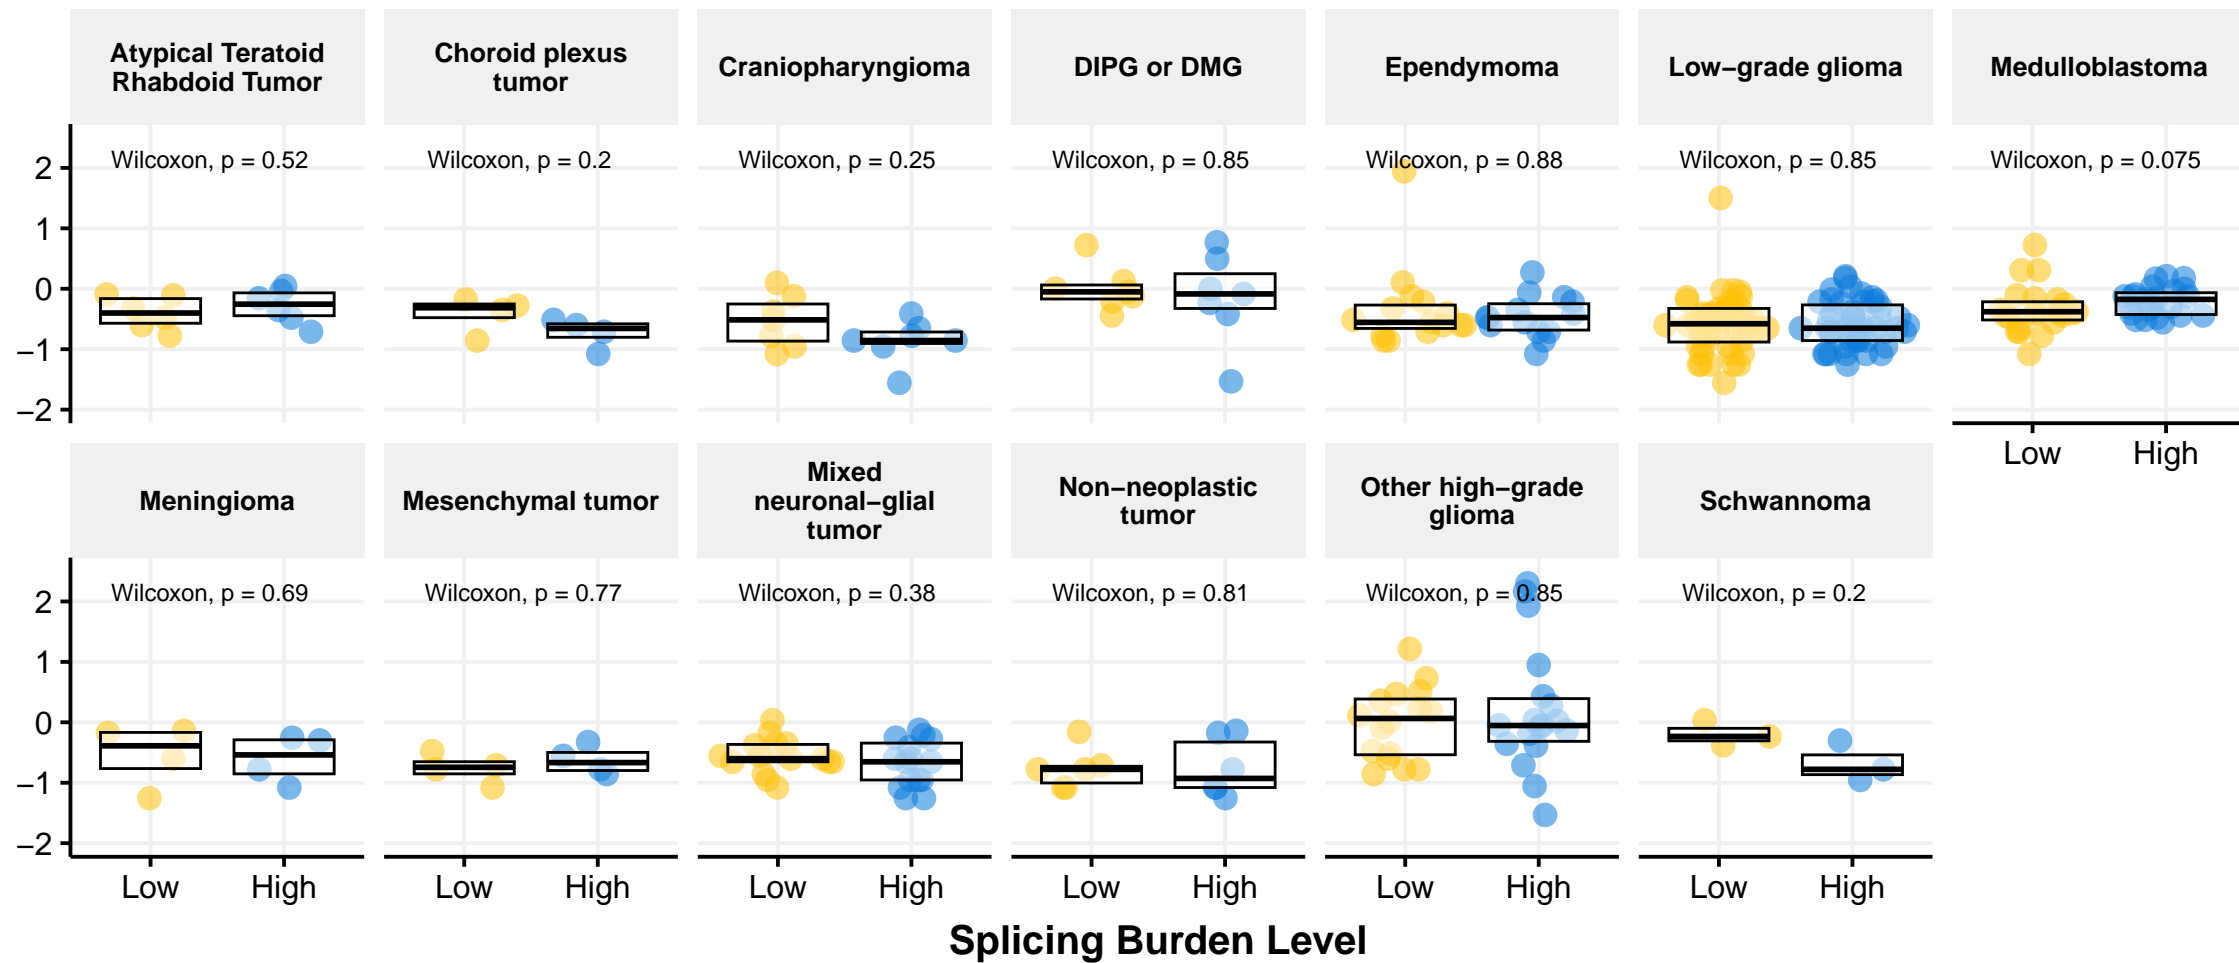 Atypical Teratoid
Rhabdoid Tumor
Choroid plexus
tumor
Craniopharyngioma
DIPG or DMG
Ependymoma
Low−grade glioma
Medulloblastoma
Wilcoxon, p = 0.52
Wilcoxon, p = 0.2
Wilcoxon, p = 0.25
Wilcoxon, p = 0.85
Wilcoxon, p = 0.88
Wilcoxon, p = 0.85
Wilcoxon, p = 0.075
2
1
0
−1
−2
Low
High
Meningioma
Mesenchymal tumor
Mixed
neuronal−glial
tumor
Non−neoplastic
tumor
Other high−grade
glioma
Schwannoma
Wilcoxon, p = 0.69
Wilcoxon, p = 0.77
Wilcoxon, p = 0.38
Wilcoxon, p = 0.81
Wilcoxon, p = 0.85
Wilcoxon, p = 0.2
2
1
0
−1
−2
Low
High
Low
High
Low
High
Low
High
Low
High
Low
High
Splicing Burden Level